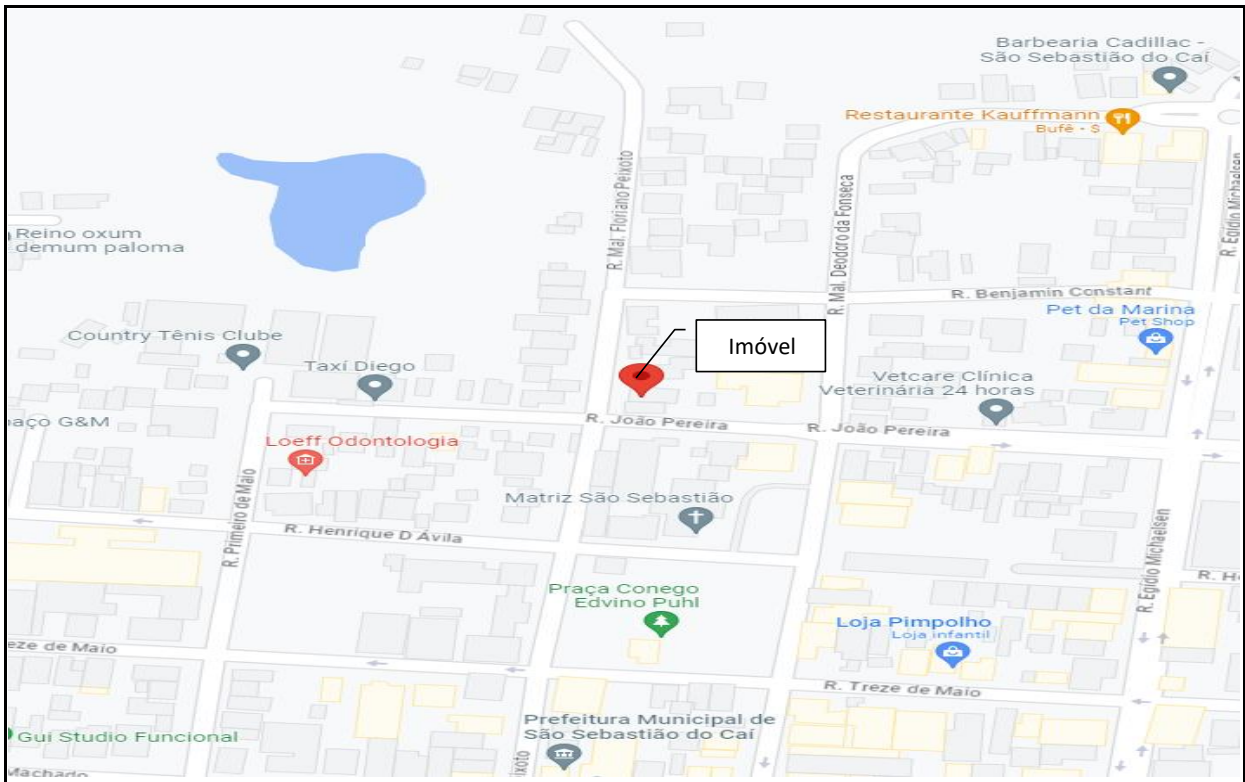 Barbearia Cadillac -
São Sebastião do Caí
Restaurante Kauffmann
Bufê - $
R. Mal. Floriano Peixoto
R. Mal. Deodoro da Fonseca
R. Egídio Michaelsen
Reino oxum
demum paloma
R. Benjamin Constant
Pet da Marina
Pet Shop
Country Tênis Clube
Imóvel
Taxí Diego
Vetcare Clínica
Veterinária 24 horas
aço G&M
R. João Pereira
R. João Pereira
Loeff Odontologia
Matriz São Sebastião
R. Primeiro de Maio
R. Henrique D Ávila
R. Egídio Michaelsen
Praça Conego
Edvino Puhl
R. H
Loja Pimpolho
Loja infantil
eze de Maio
R. Treze de Maio
Prefeitura Municipal de
São Sebastião do Caí
Gui Studio Funcional
ixoto
Machado